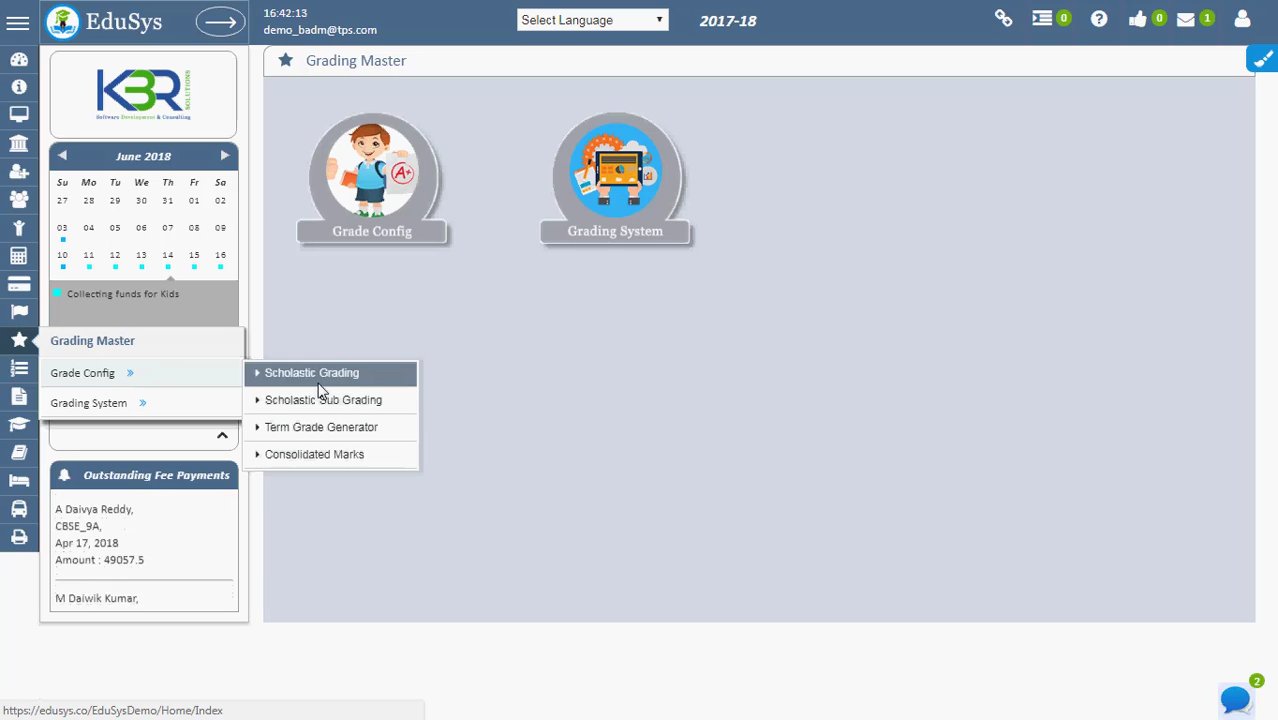 EduSys
16:42:13
demo_badm@tps.com
Select Language
2017-18
0
0
1
KBR
SOLUTIONS
Software Development & Consulting
Grading Master
A+
Grade Config
Grading System
June 2018
Su Mo Tu We Th Fr Sa
27 28 29 30 31 01 02
03 04 05 06 07 08 09
10 11 12 13 14 15 16
Collecting funds for Kids
Grading Master
Grade Config »
Grading System »
Scholastic Grading
Scholastic Sub Grading
Term Grade Generator
Consolidated Marks
Outstanding Fee Payments
A Daivya Reddy,
CBSE_9A,
Apr 17, 2018
Amount : 49057.5
M Daiwik Kumar,
2
https://edusys.co/EduSysDemo/Home/Index